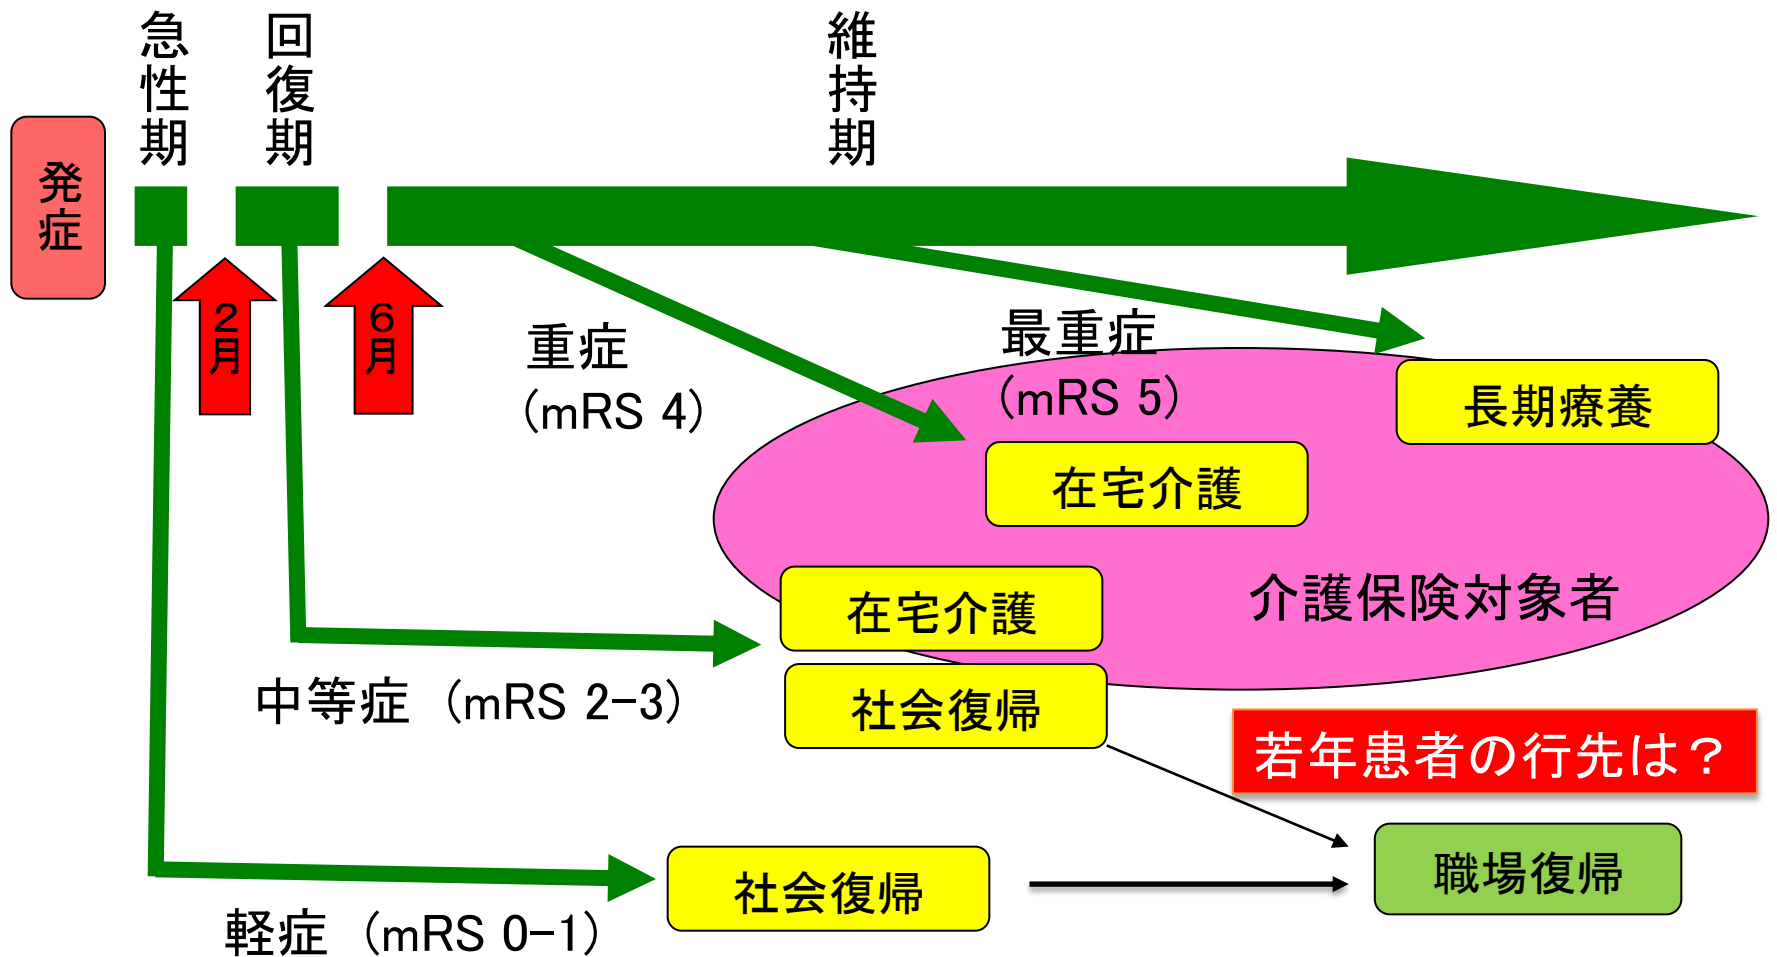 急性期
回復期
維持期
発症
２月
６月
重症
（mRS 4）
最重症
（mRS 5）
長期療養
在宅介護
介護保険対象者
在宅介護
中等症（mRS 2−3）
社会復帰
若年患者の行先は？
職場復帰
社会復帰
軽症（mRS 0−1）